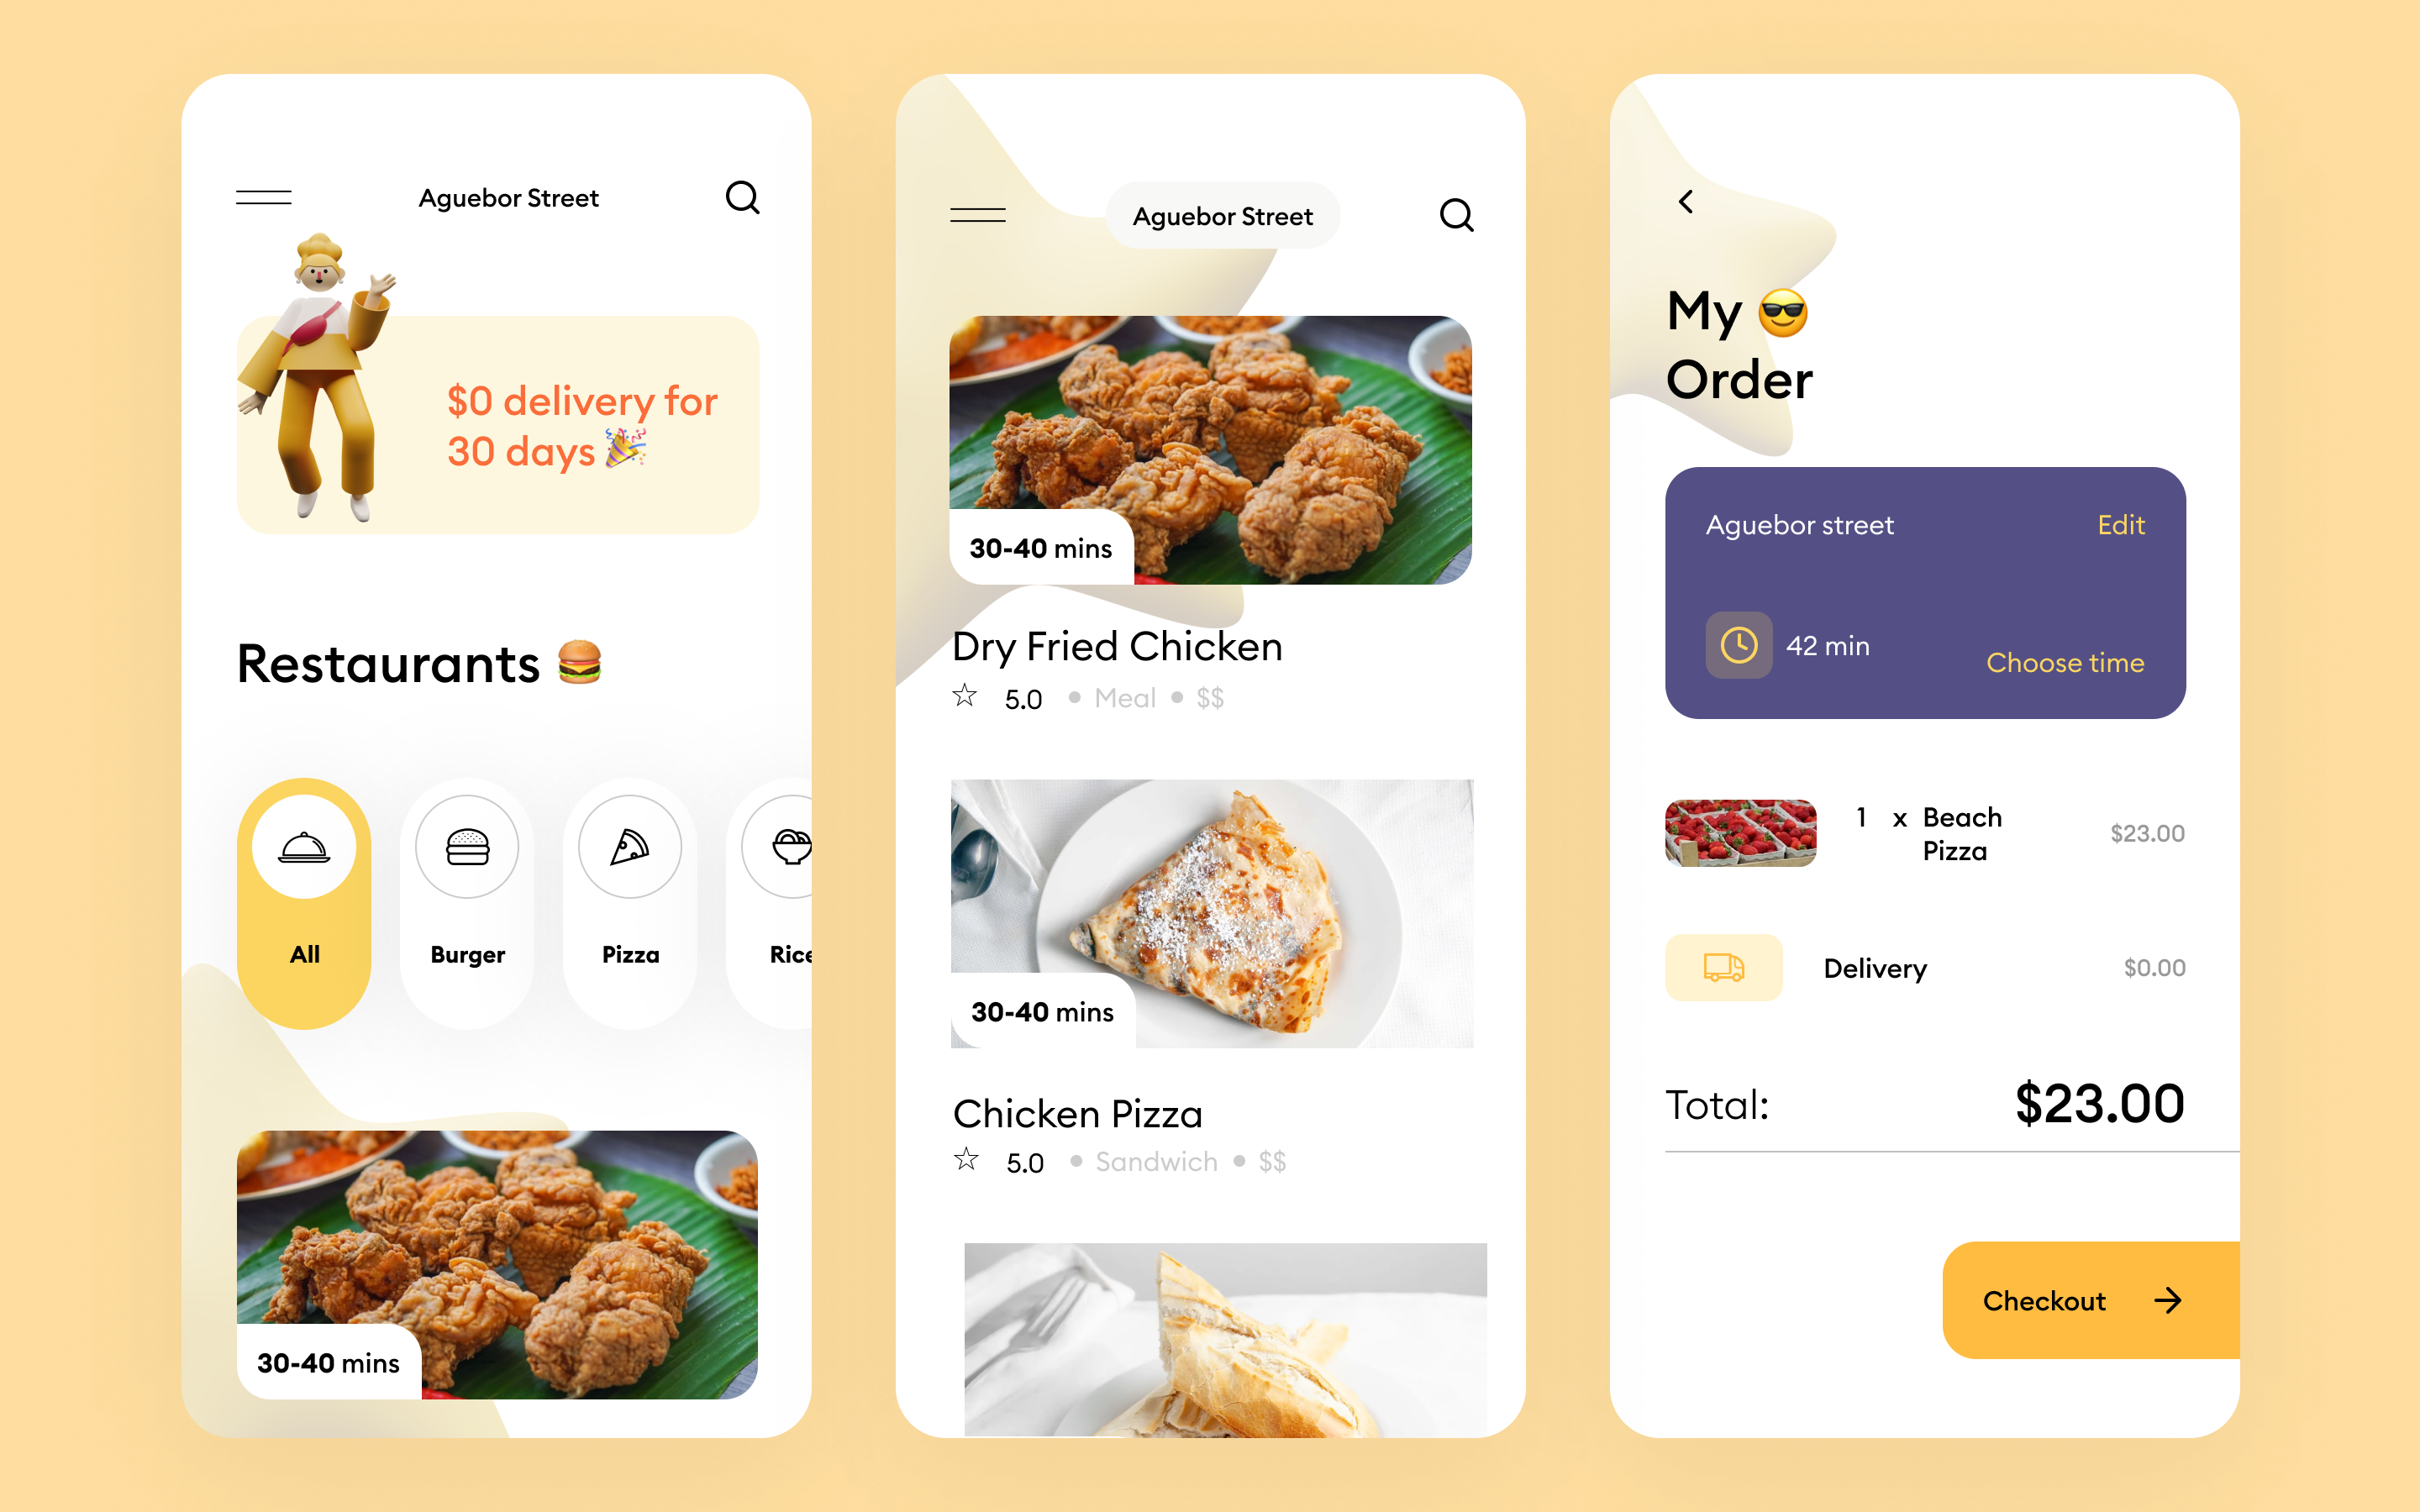 Aguebor Street
$0 delivery for
30 days 🎉
Restaurants 🍔
All
Burger
Pizza
Rice
30-40 mins
Aguebor Street
30-40 mins
Dry Fried Chicken
☆ 5.0 • Meal • $$
30-40 mins
Chicken Pizza
☆ 5.0 • Sandwich • $$
My 😎
Order
Aguebor street Edit
42 min Choose time
1 x Beach $23.00
Pizza
Delivery $0.00
Total: $23.00
Checkout →